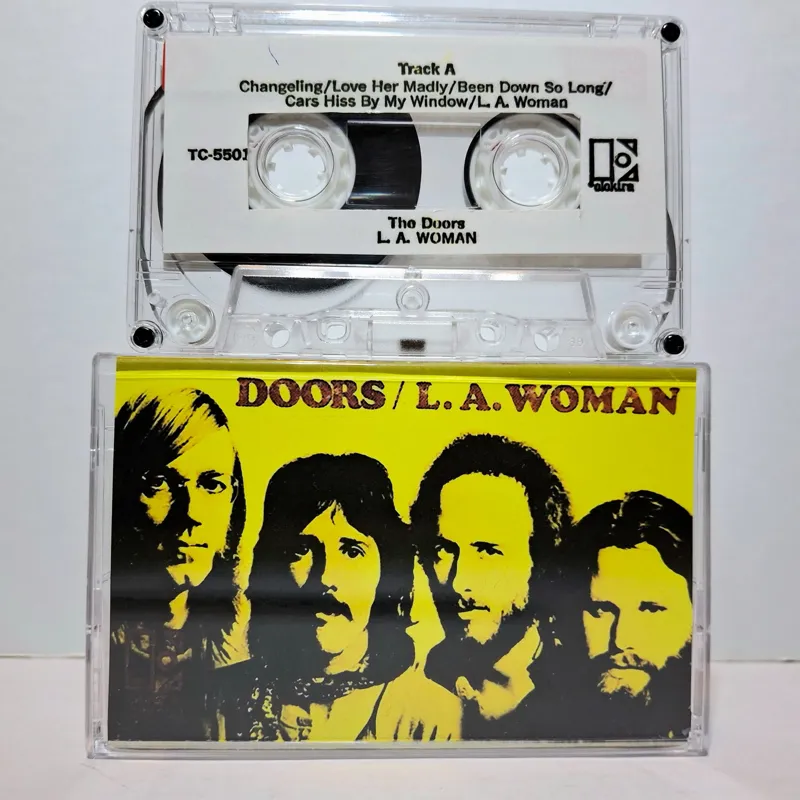 Track A
Changeling/Love Her Madly/Been Down So Long/
Cars Hiss By My Window/L. A. Woman
TC-5501
elektra
The Doors
L. A. WOMAN
DOORS / L.A. WOMAN